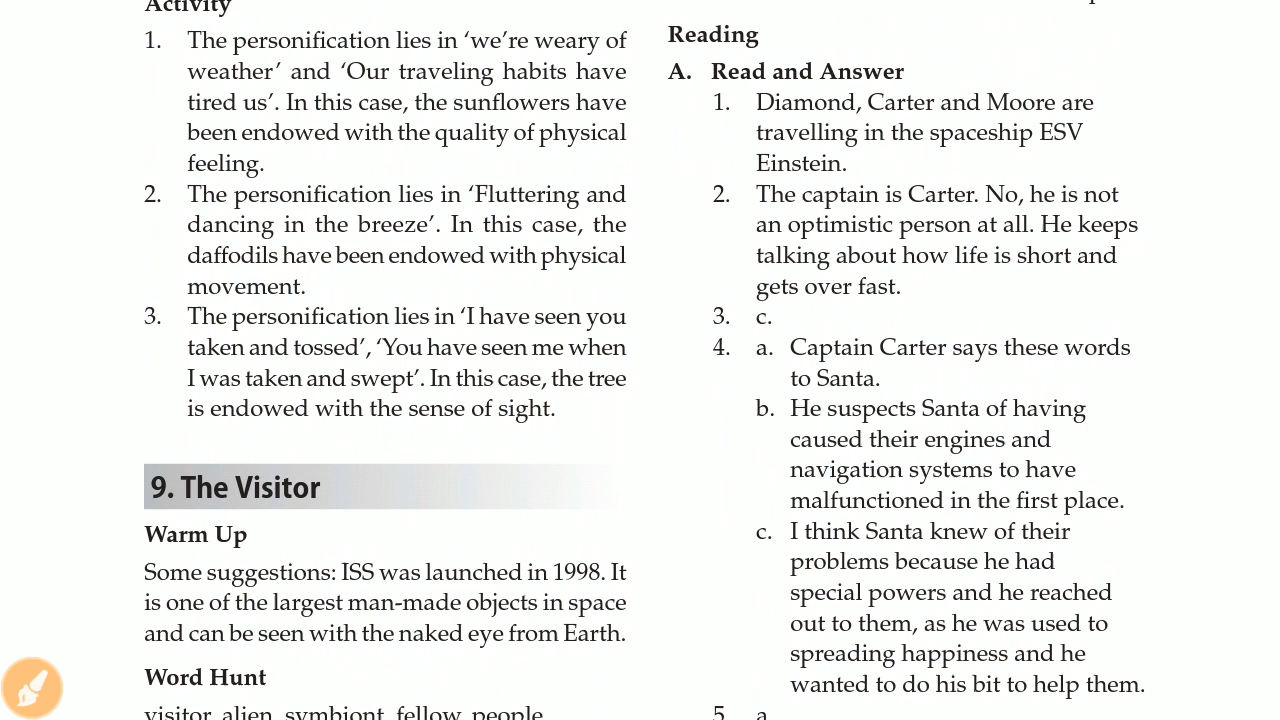 Activity
1. The personification lies in ‘we’re weary of
weather’ and ‘Our traveling habits have
tired us’. In this case, the sunflowers have
been endowed with the quality of physical
feeling.
2. The personification lies in ‘Fluttering and
dancing in the breeze’. In this case, the
daffodils have been endowed with physical
movement.
3. The personification lies in ‘I have seen you
taken and tossed’, ‘You have seen me when
I was taken and swept’. In this case, the tree
is endowed with the sense of sight.
9. The Visitor
Warm Up
Some suggestions: ISS was launched in 1998. It
is one of the largest man-made objects in space
and can be seen with the naked eye from Earth.
Word Hunt
visitor, alien, symbiont, fellow, people
Reading
A. Read and Answer
1. Diamond, Carter and Moore are
travelling in the spaceship ESV
Einstein.
2. The captain is Carter. No, he is not
an optimistic person at all. He keeps
talking about how life is short and
gets over fast.
3. c.
4. a. Captain Carter says these words
to Santa.
b. He suspects Santa of having
caused their engines and
navigation systems to have
malfunctioned in the first place.
c. I think Santa knew of their
problems because he had
special powers and he reached
out to them, as he was used to
spreading happiness and he
wanted to do his bit to help them.
5. a